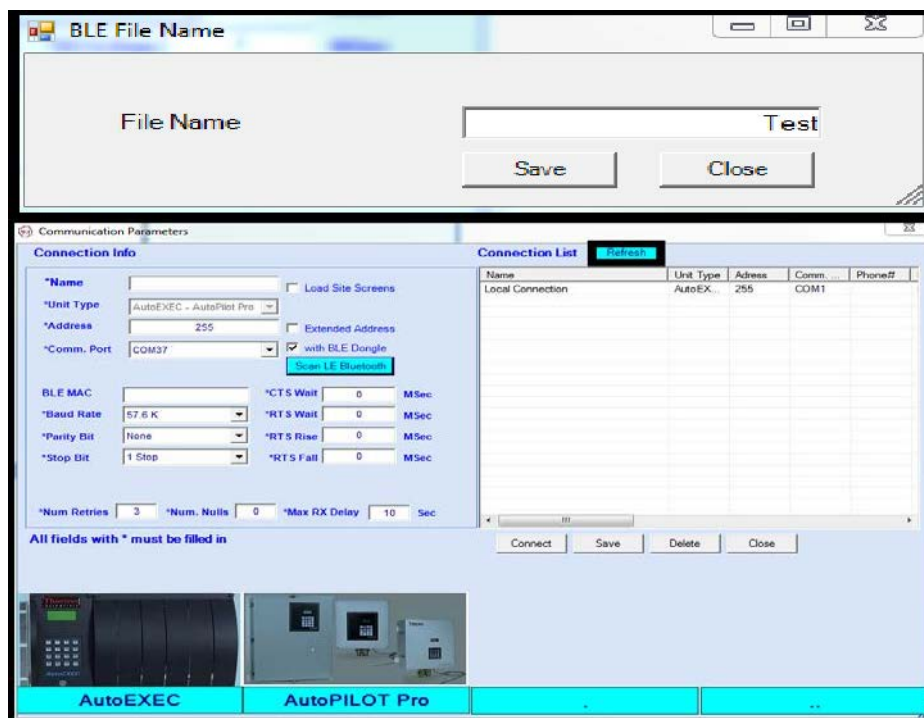 BLE File Name
File Name
Test
Save Close
Communication Parameters
Connection Info
*Name
Load Site Screens
*Unit Type AutoEXEC - AutoPilot Pro
*Address 255 Extended Address
*Comm. Port COM37 with BLE Dongle
Scan LE Bluetooth
BLE MAC *CTS Wait 0 MSec
*Baud Rate 57.6 K *RTS Wait 0 MSec
*Parity Bit None *RTS Rise 0 MSec
*Stop Bit 1 Stop *RTS Fall 0 MSec
*Num Retries 3 *Num. Nulls 0 *Max RX Delay 10 Sec
All fields with * must be filled in
Connection List Refresh
Name Unit Type Adress Comm. ... Phone#
Local Connection AutoEX... 255 COM1
Connect Save Delete Close
AutoEXEC AutoPILOT Pro . ..